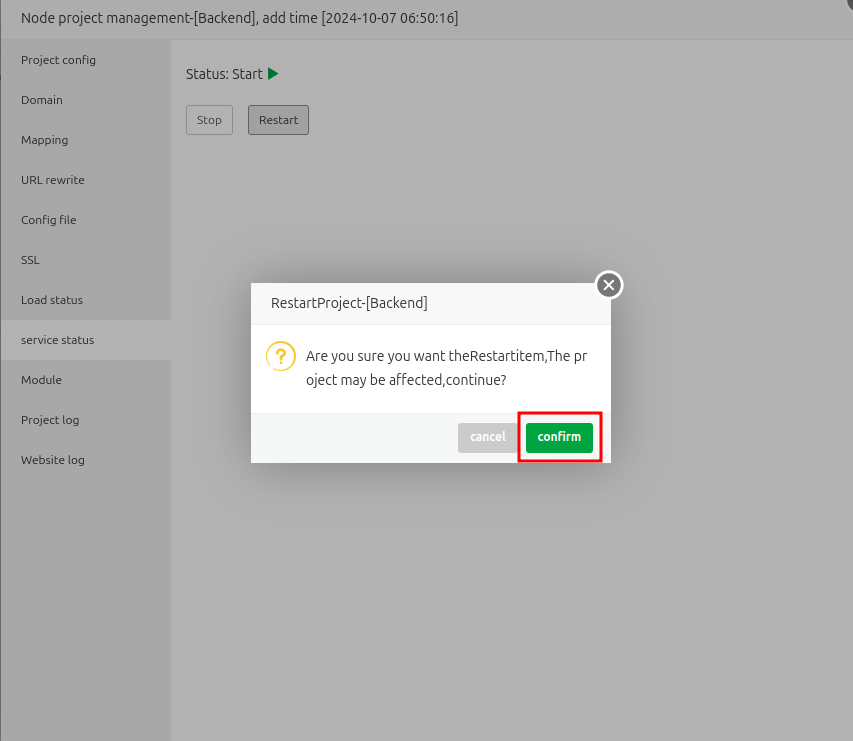 Node project management-[Backend], add time [2024-10-07 06:50:16]
Project config
Domain
Mapping
URL rewrite
Config file
SSL
Load status
service status
Module
Project log
Website log
Status: Start
Stop
Restart
RestartProject-[Backend]
?
Are you sure you want theRestartitem,The pr
oject may be affected,continue?
cancel
confirm